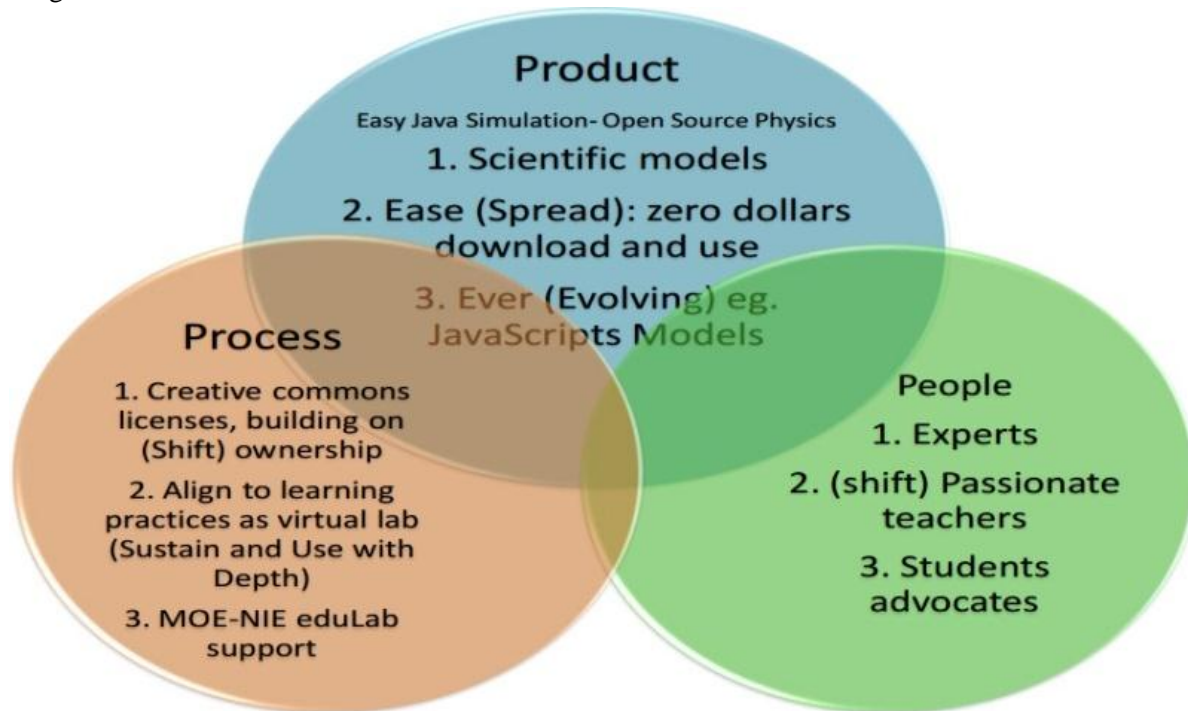 Product
Easy Java Simulation- Open Source Physics
1. Scientific models
2. Ease (Spread): zero dollars
download and use
3. Ever (Evolving) eg.
JavaScripts Models
Process
1. Creative commons
licenses, building on
(Shift) ownership
2. Align to learning
practices as virtual lab
(Sustain and Use with
Depth)
3. MOE-NIE eduLab
support
People
1. Experts
2. (shift) Passionate
teachers
3. Students
advocates